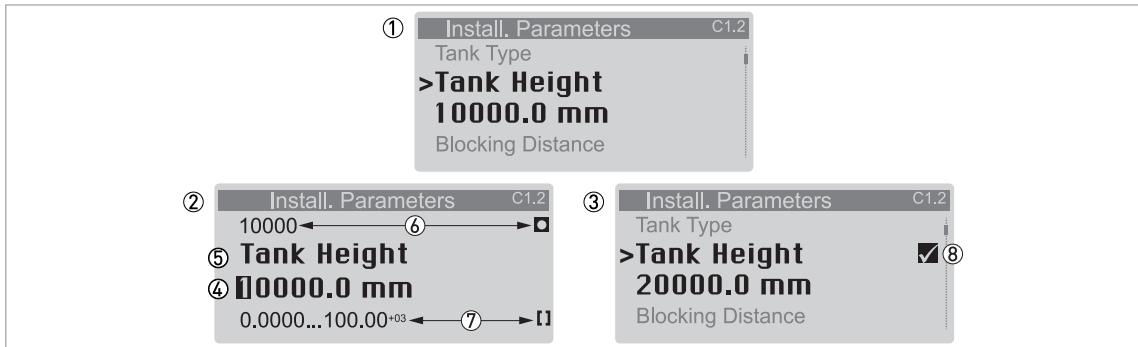 ① Install. Parameters C1.2
Tank Type
>Tank Height
10000.0 mm
Blocking Distance
② Install. Parameters C1.2
10000 ⑥
⑤ Tank Height
④ 10000.0 mm
0.0000...100.00+03 ⑦ []
③ Install. Parameters C1.2
Tank Type
>Tank Height ⑧
20000.0 mm
Blocking Distance